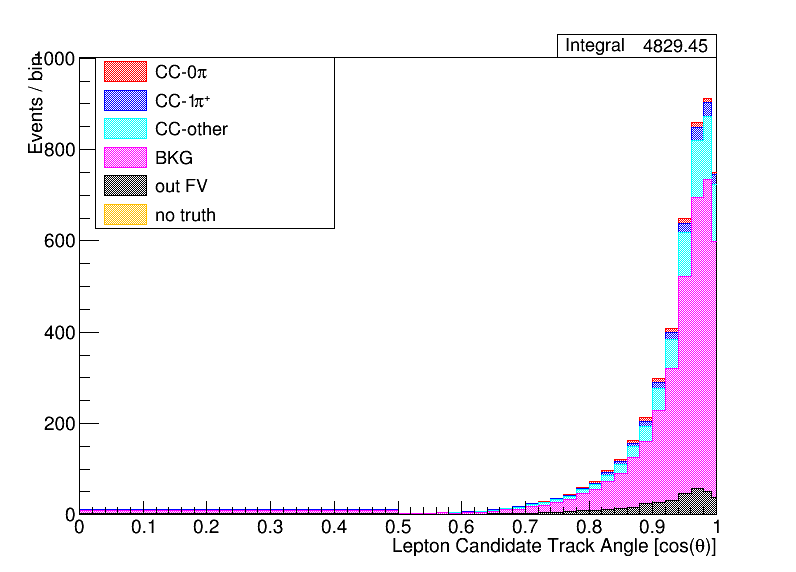 Integral 4829.45
Events / bin
1000
800
600
400
200
0
CC-0π
CC-1π⁺
CC-other
BKG
out FV
no truth
0 0.1 0.2 0.3 0.4 0.5 0.6 0.7 0.8 0.9 1
Lepton Candidate Track Angle [cos(θ)]